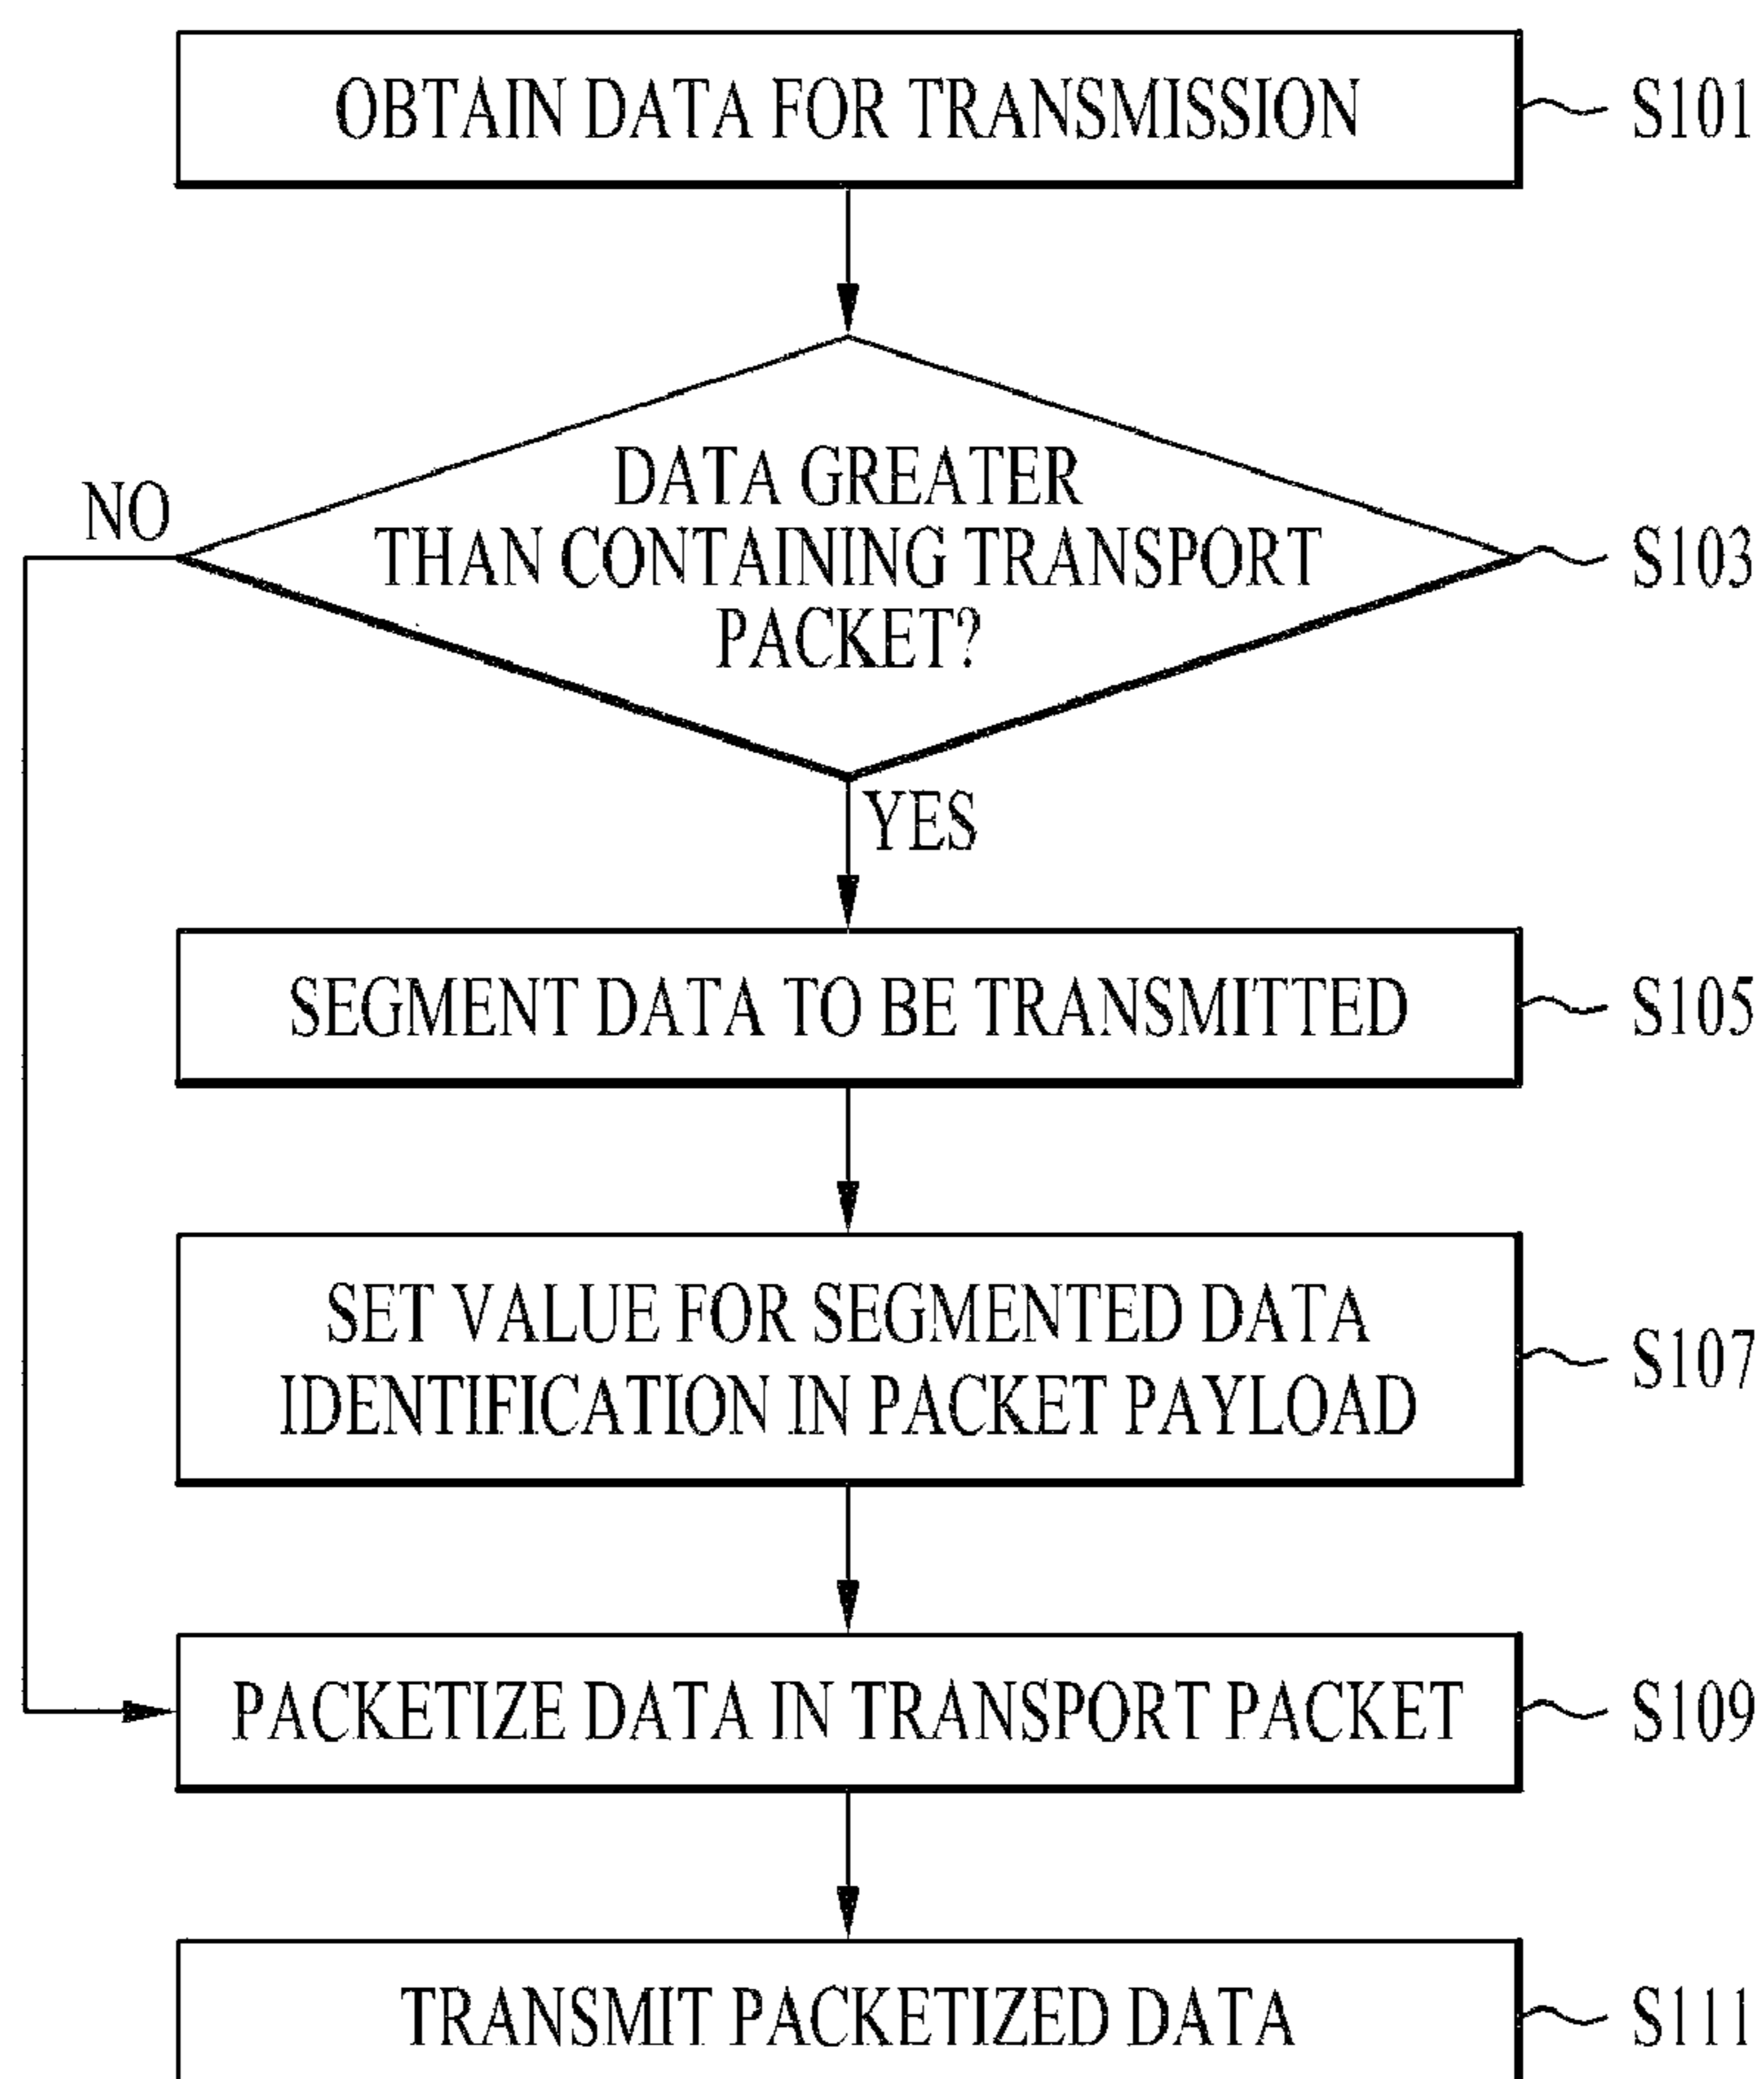 OBTAIN DATA FOR TRANSMISSION
S101
DATA GREATER
THAN CONTAINING TRANSPORT
PACKET?
S103
NO
YES
SEGMENT DATA TO BE TRANSMITTED
S105
SET VALUE FOR SEGMENTED DATA
IDENTIFICATION IN PACKET PAYLOAD
S107
PACKETIZE DATA IN TRANSPORT PACKET
S109
TRANSMIT PACKETIZED DATA
S111